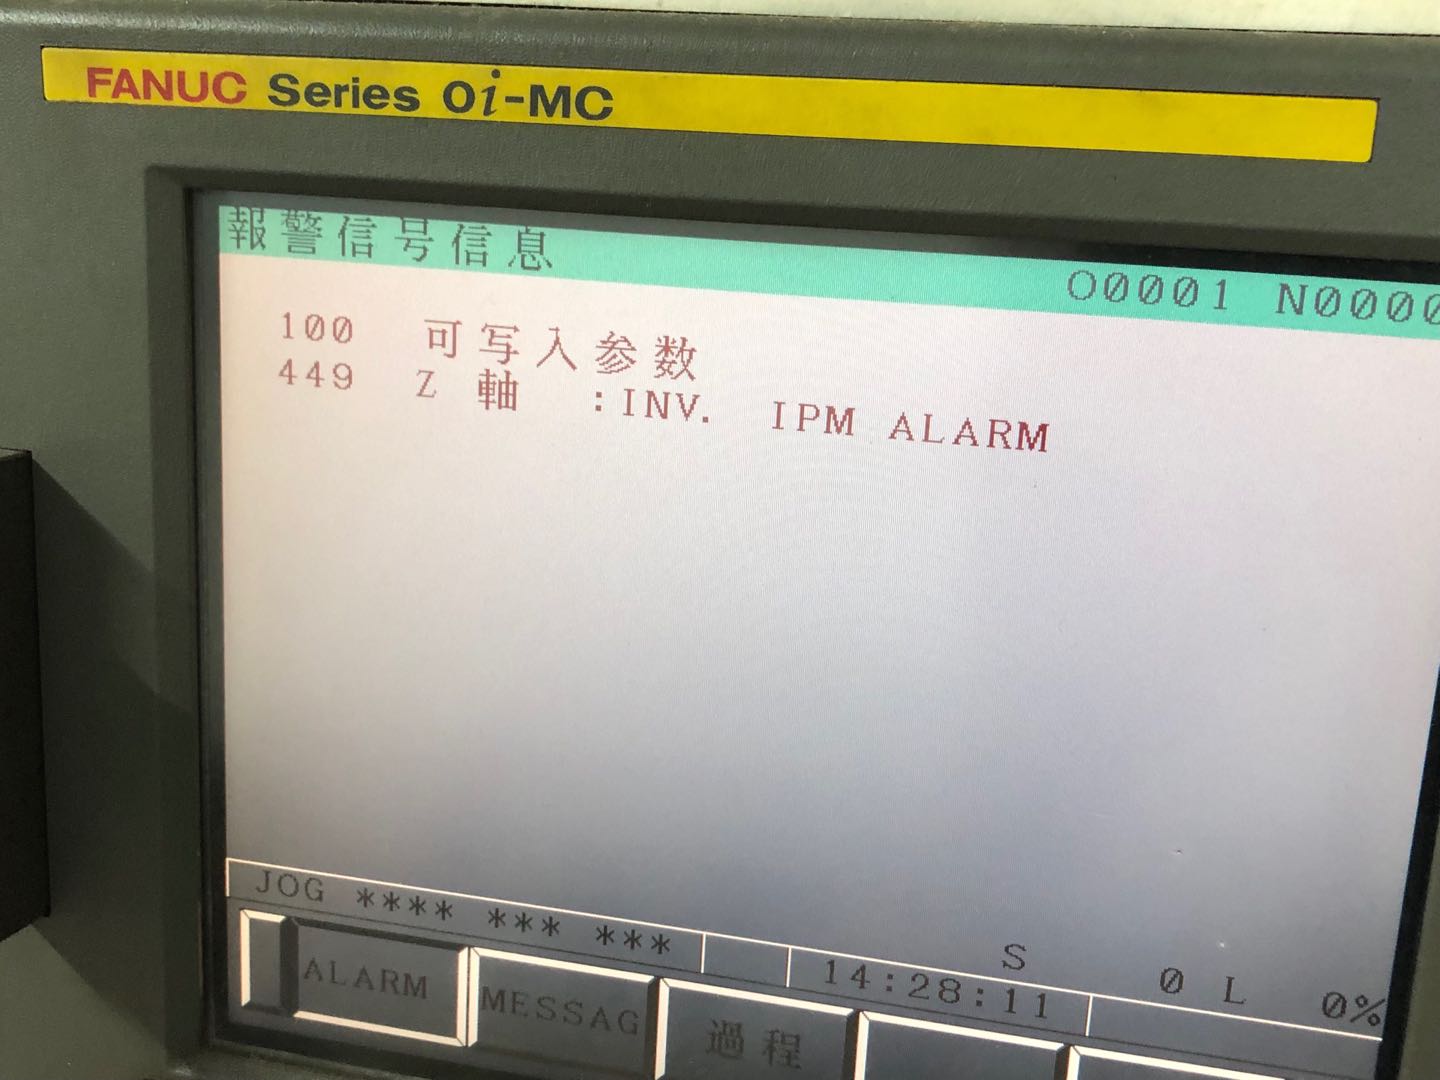 FANUC Series 0i-MC
報警信号信息
O0001 N0000
100 可写入参数
449 Z 軸 :INV. IPM ALARM
JOG **** *** ***
S 0 L 0%
14:28:11
ALARM
MESSAG
過程